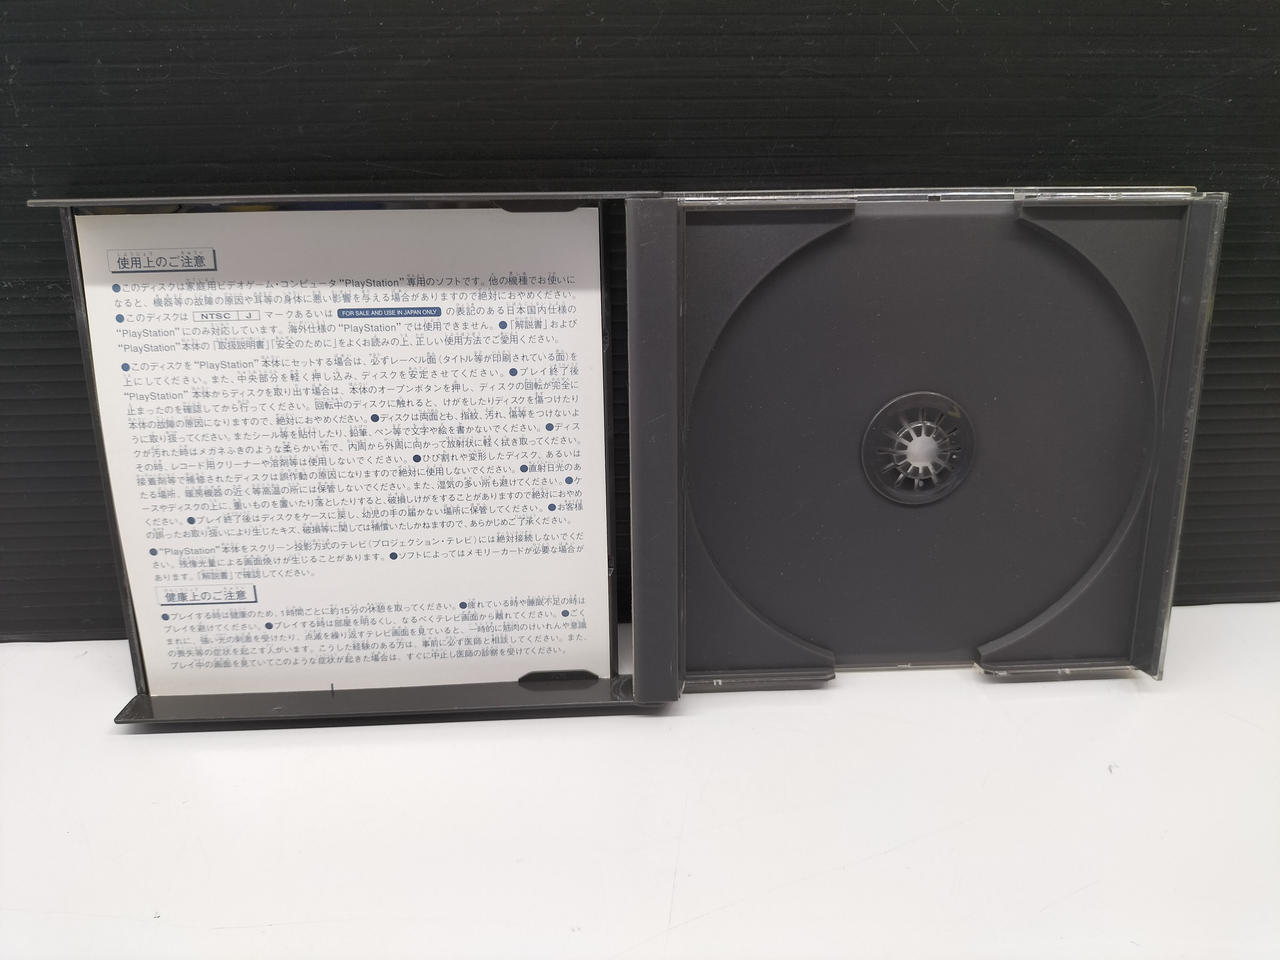 使用上のご注意
●このディスクは家庭用ビデオゲーム・コンピュータ“PlayStation”専用のソフトです。他の機種でお使いに
なると、機器等の故障の原因や耳等の身体に悪い影響を与える場合がありますので絶対におやめください。
●このディスクは NTSC J マークあるいは FOR SALE AND USE IN JAPAN ONLY の表記のある日本国内仕様の
“PlayStation”にのみ対応しています。海外仕様の“PlayStation”では使用できません。●「解説書」および
“PlayStation”本体の「取扱説明書」「安全のために」をよくお読みの上、正しい使用方法でご愛用ください。
●このディスクを“PlayStation”本体にセットする場合は、必ずレーベル面(タイトル等が印刷されている面)を
上にしてください。また、中央部分を軽く押し込み、ディスクを安定させてください。●プレイ終了後
“PlayStation”本体からディスクを取り出す場合は、本体のオープンボタンを押し、ディスクの回転が完全に
止まったのを確認してから行ってください。回転中のディスクに触れると、けがをしたりディスクを傷つけたり
本体の故障の原因になりますので、絶対におやめください。●ディスクは両面とも、指紋、汚れ、傷等をつけないよ
うに取り扱ってください。またシール等を貼付したり、鉛筆、ペン等で文字や絵を書かないでください。●ディス
クが汚れた時はメガネふきのような柔らかい布で、内周から外周に向かって放射状に軽く拭き取ってください。
その時、レコード用クリーナーや溶剤等は使用しないでください。●ひび割れや変形したディスク、あるいは
接着剤等で補修されたディスクは誤作動の原因になりますので絶対に使用しないでください。●直射日光のあ
たる場所、暖房機器の近く等高温の所には保管しないでください。また、湿気の多い所も避けてください。●ケ
ースやディスクの上に、重いものを置いたり落としたりすると、破損しけがをすることがありますので絶対におやめ
ください。●プレイ終了後はディスクをケースに戻し、幼児の手の届かない場所に保管してください。●お客様
の誤ったお取り扱いにより生じたキズ、破損等に関しては補償いたしかねますので、あらかじめご了承ください。
●“PlayStation”本体をスクリーン投影方式のテレビ(プロジェクション・テレビ)には絶対接続しないでくだ
さい。残像光量による画面焼けが生じることがあります。●ソフトによってはメモリーカードが必要な場合が
あります。「解説書」で確認してください。
健康上のご注意
●プレイする時は健康のため、1時間ごとに約15分の休憩を取ってください。●疲れている時や睡眠不足の時は
プレイを避けてください。●プレイする時は部屋を明るくし、なるべくテレビ画面から離れてください。●ごく
まれに、強い光の刺激を受けたり、点滅を繰り返すテレビ画面を見ていると、一時的に筋肉のけいれんや意識
の喪失等の症状を起こす人がいます。こうした経験のある方は、事前に必ず医師と相談してください。また、
プレイ中の画面を見ていてこのような症状が起きた場合は、すぐに中止し医師の診察を受けてください。